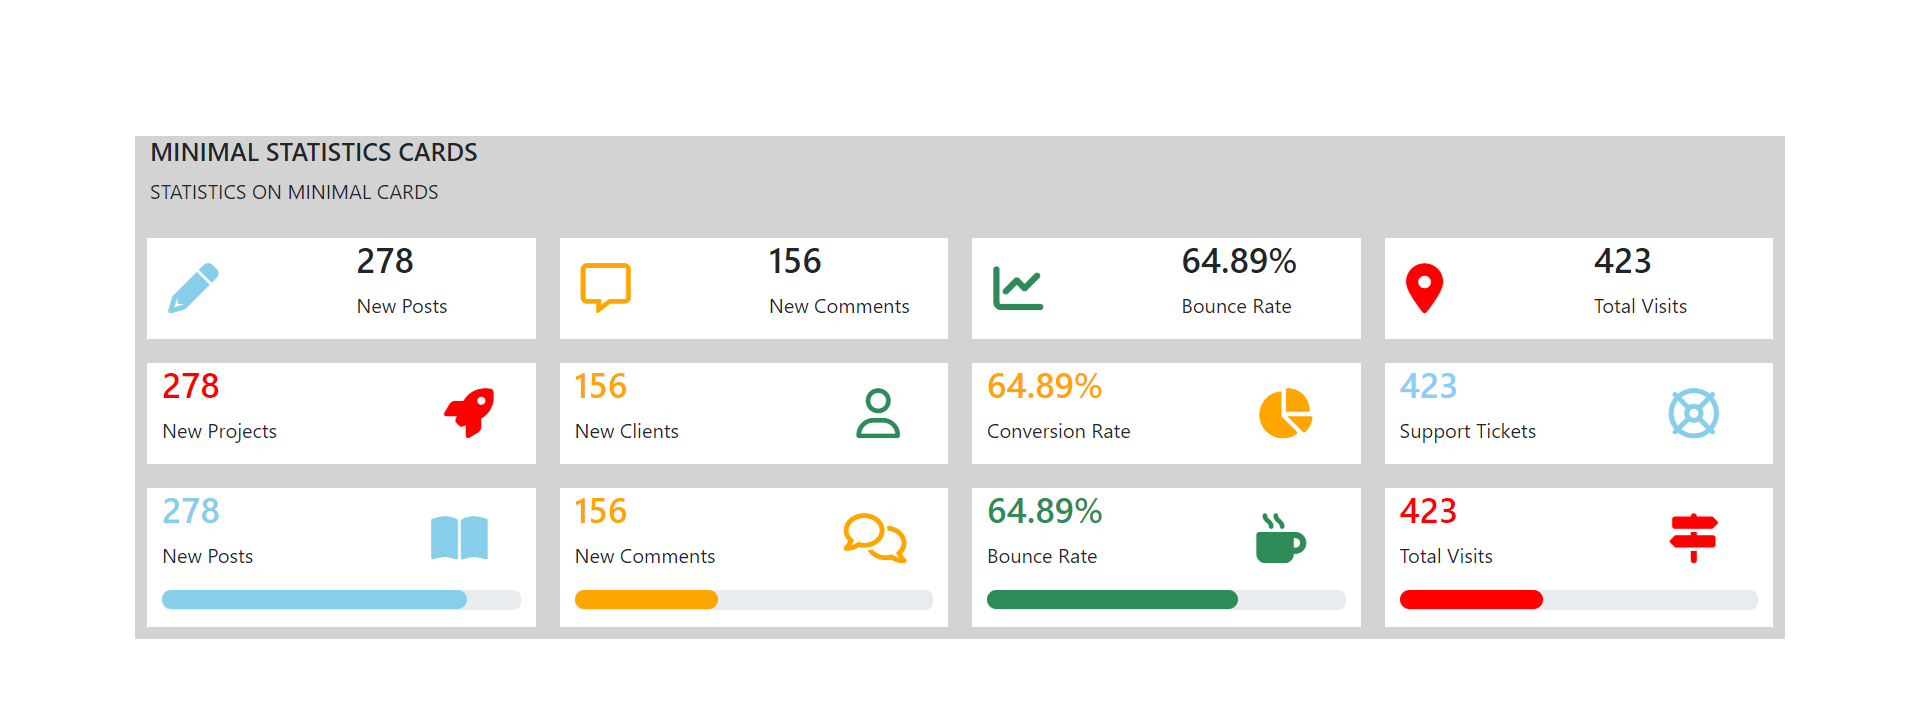 MINIMAL STATISTICS CARDS
STATISTICS ON MINIMAL CARDS
278
New Posts
156
New Comments
64.89%
Bounce Rate
423
Total Visits
278
New Projects
156
New Clients
64.89%
Conversion Rate
423
Support Tickets
278
New Posts
156
New Comments
64.89%
Bounce Rate
423
Total Visits